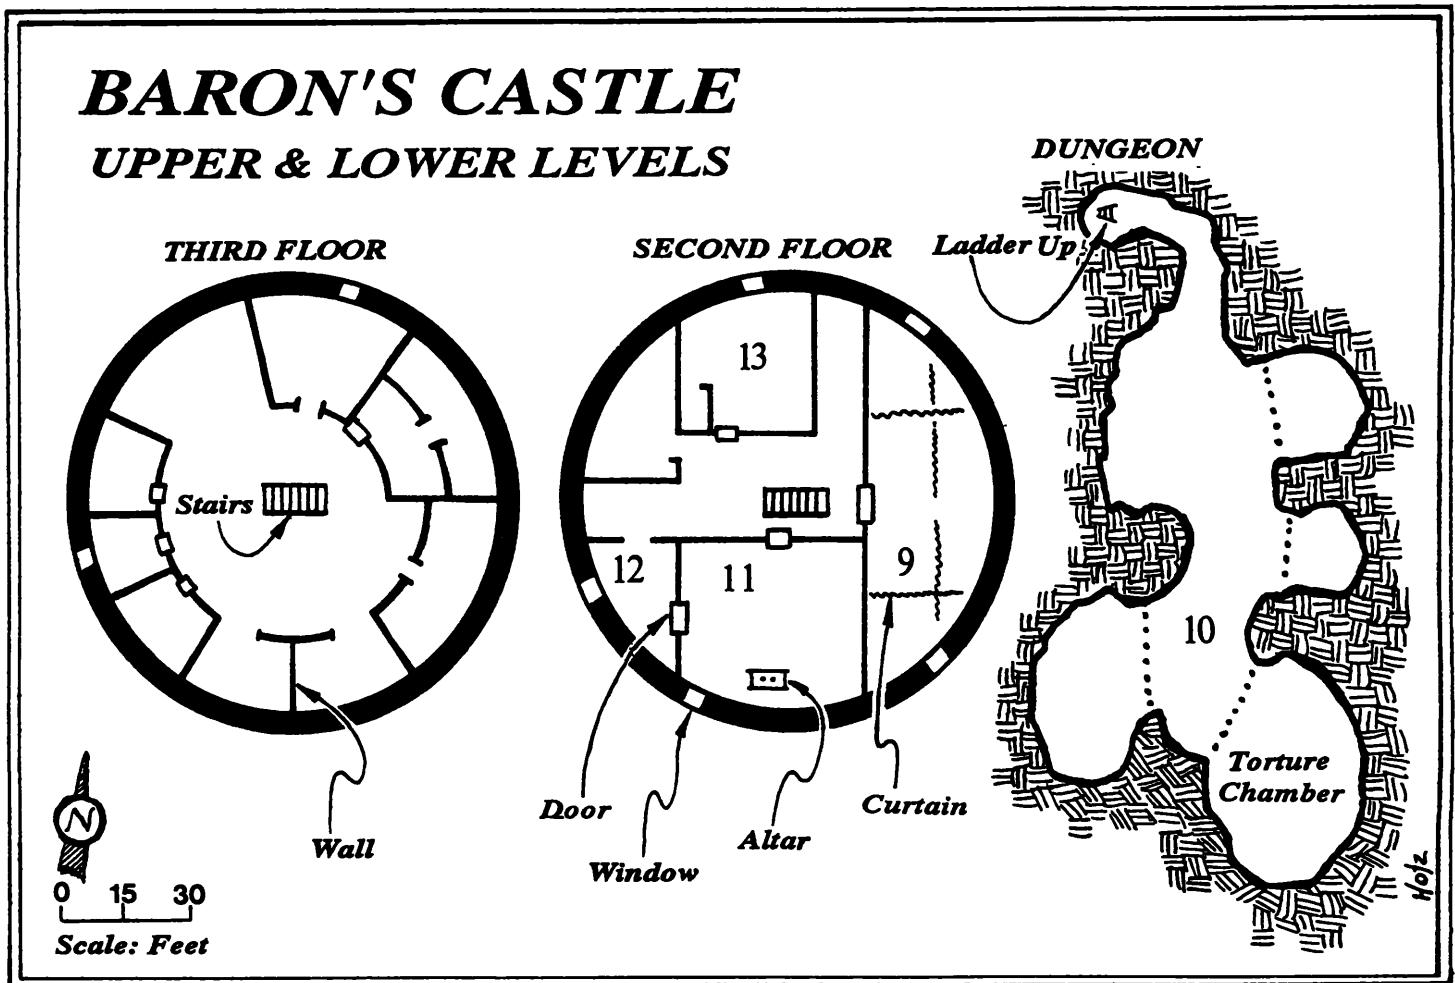 BARON'S CASTLE
UPPER & LOWER LEVELS
THIRD FLOOR
Stairs
Wall
SECOND FLOOR
13
12
11
9
Door
Window
Altar
Curtain
DUNGEON
Ladder Up
10
Torture
Chamber
N
0 15 30
Scale: Feet